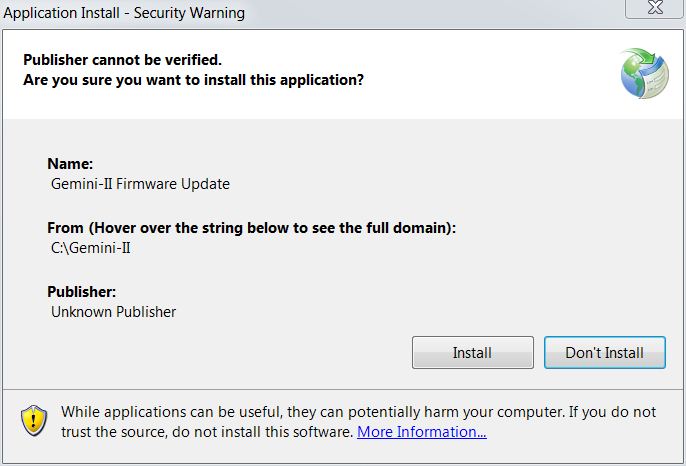 Application Install - Security Warning
Publisher cannot be verified.
Are you sure you want to install this application?
Name:
Gemini-II Firmware Update
From (Hover over the string below to see the full domain):
C:\Gemini-II
Publisher:
Unknown Publisher
Install
Don't Install
While applications can be useful, they can potentially harm your computer. If you do not
trust the source, do not install this software. More Information...